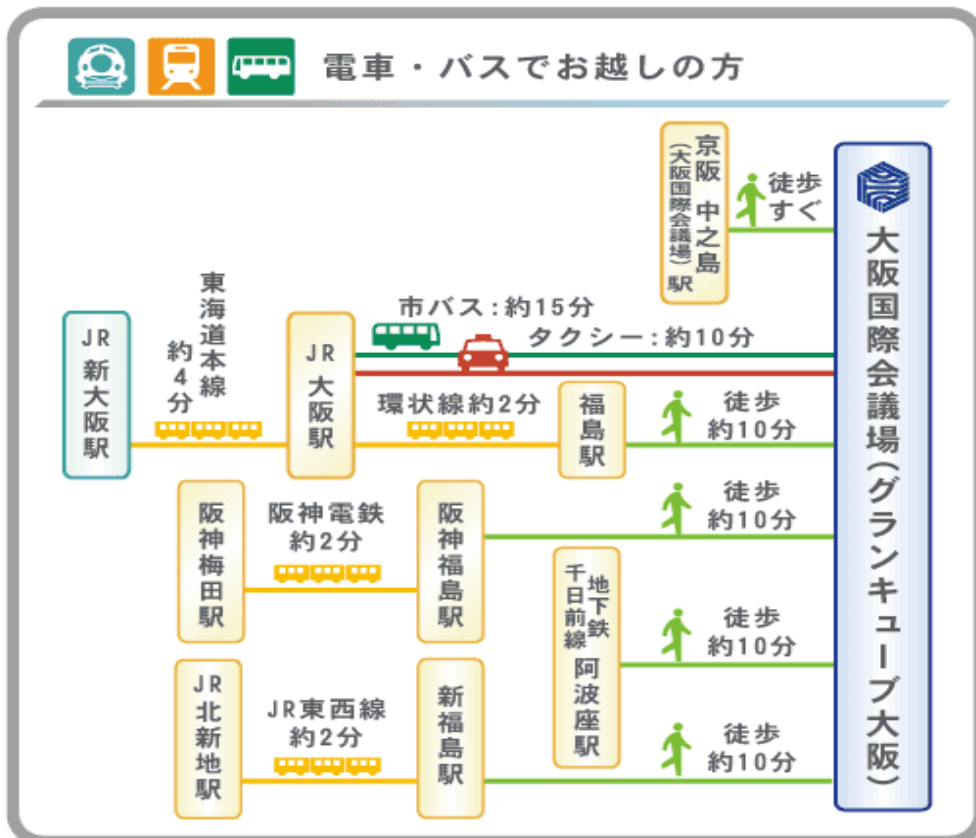 電車・バスでお越しの方
京阪 中之島
(大阪国際会議場)駅
徒歩
すぐ
大阪国際会議場(グランキューブ大阪)
東海道本線
約4分
市バス:約15分
タクシー:約10分
JR 新大阪駅
JR 大阪駅
環状線約2分
福島駅
徒歩
約10分
阪神梅田駅
阪神電鉄
約2分
阪神福島駅
徒歩
約10分
地下鉄
千日前線
阿波座駅
徒歩
約10分
JR 北新地駅
JR東西線
約2分
新福島駅
徒歩
約10分